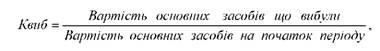 Квиб = Вартість основних засобів що вибули
Вартість основних засобів на початок періоду,